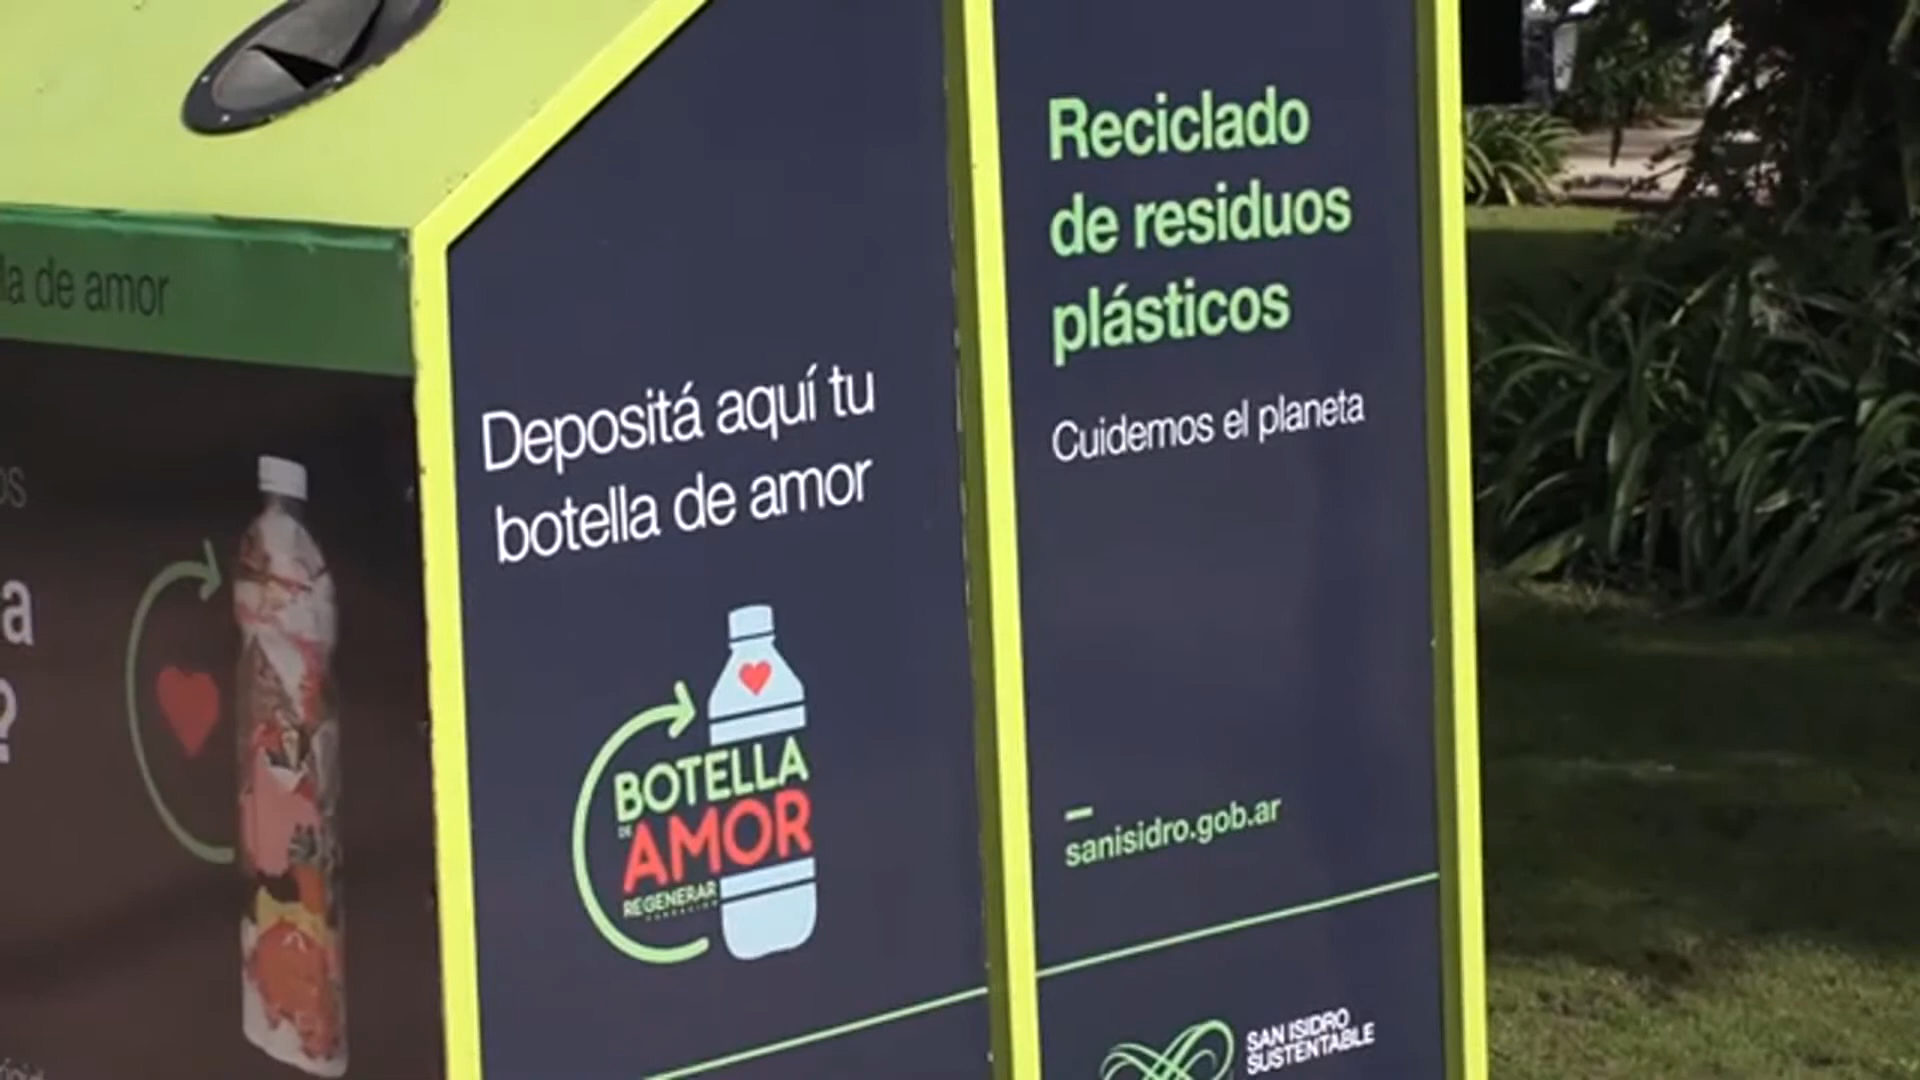 de amor
a
?
Depositá aquí tu
botella de amor
BOTELLA
DE
AMOR
REGENERAR
Reciclado
de residuos
plásticos
Cuidemos el planeta
sanisidro.gob.ar
SAN ISIDRO
SUSTENTABLE